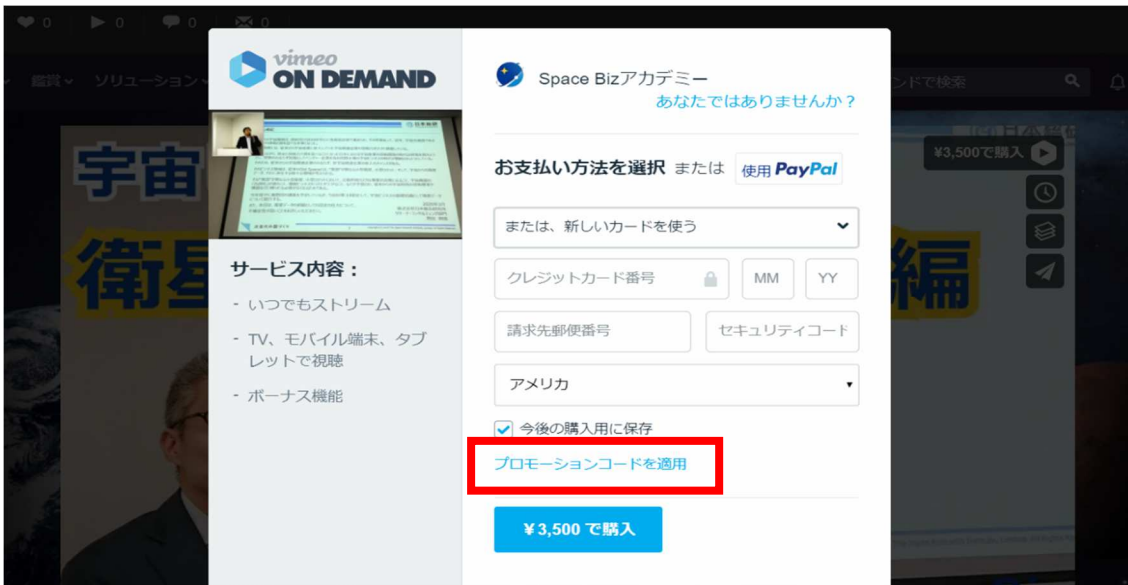 0 0 0 0
鑑賞 ソリューション
ンドで検索
宇宙
衛星
編
¥3,500で購入
vimeo
ON DEMAND
サービス内容：
- いつでもストリーム
- TV、モバイル端末、タブ
レットで視聴
- ボーナス機能
Space Bizアカデミー
あなたではありませんか？
お支払い方法を選択 または 使用 PayPal
または、新しいカードを使う
クレジットカード番号 MM YY
請求先郵便番号 セキュリティコード
アメリカ
今後の購入用に保存
プロモーションコードを適用
¥3,500 で購入